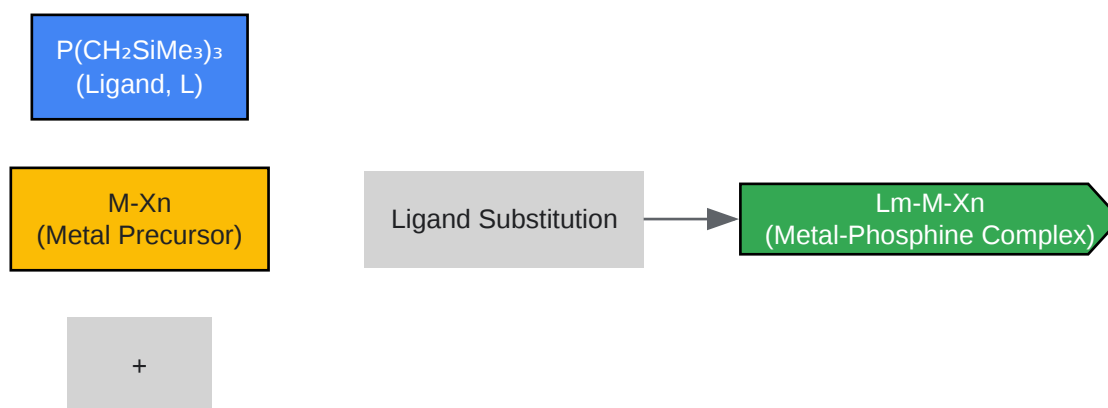 P(CH₂SiMe₃)₃
(Ligand, L)
M-Xn
(Metal Precursor)
+
Ligand Substitution
Lm-M-Xn
(Metal-Phosphine Complex)